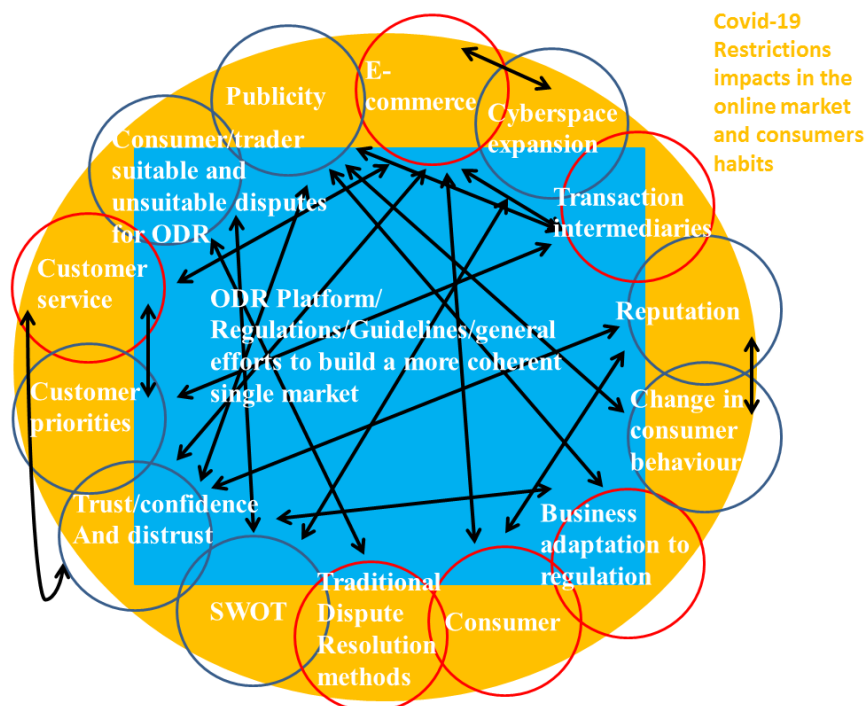 Covid-19
Restrictions
impacts in the
online market
and consumers
habits
E-
commerce
Publicity
Cyberspace
expansion
Consumer/trader
suitable and
unsuitable disputes
for ODR
Transaction
intermediaries
Customer
service
Reputation
ODR Platform/
Regulations/Guidelines/general
efforts to build a more coherent
single market
Customer
priorities
Change in
consumer
behaviour
Trust/confidence
And distrust
Business
adaptation to
regulation
SWOT
Traditional
Dispute
Resolution
methods
Consumer